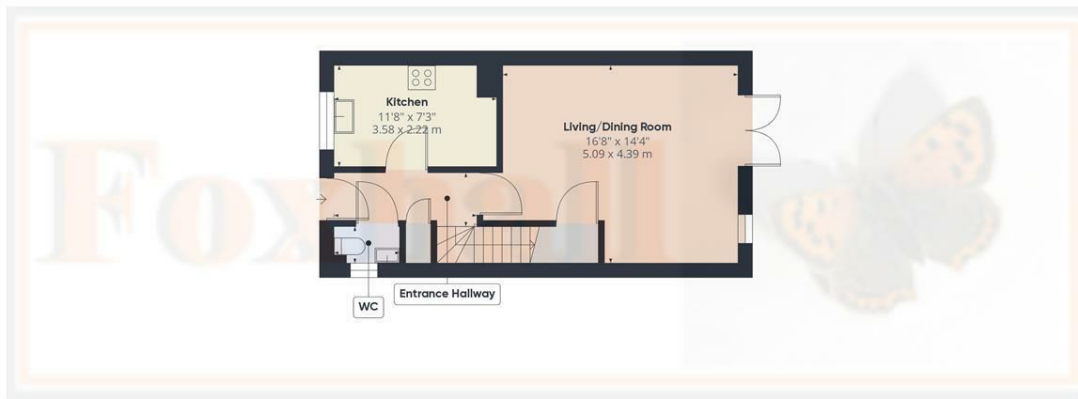 Kitchen
11'8" x 7'3"
3.58 x 2.22 m
Living/Dining Room
16'8" x 14'4"
5.09 x 4.39 m
Foxhall
Entrance Hallway
WC